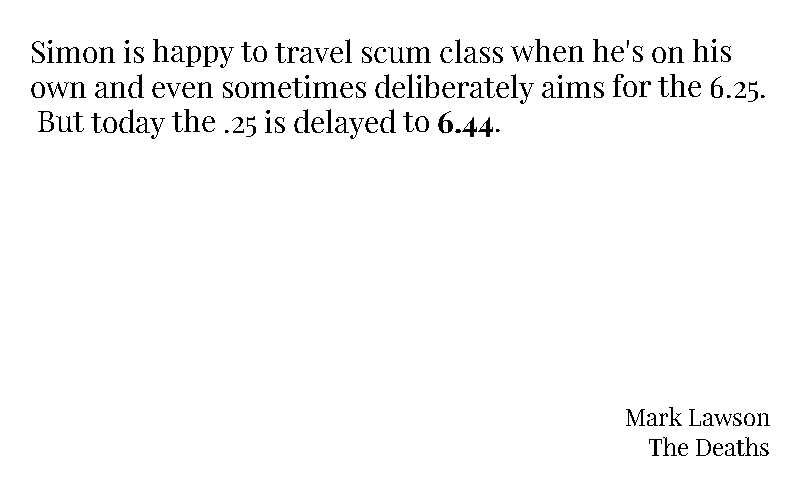 Simon is happy to travel scum class when he's on his
own and even sometimes deliberately aims for the 6.25.
But today the .25 is delayed to 6.44.
Mark Lawson
The Deaths